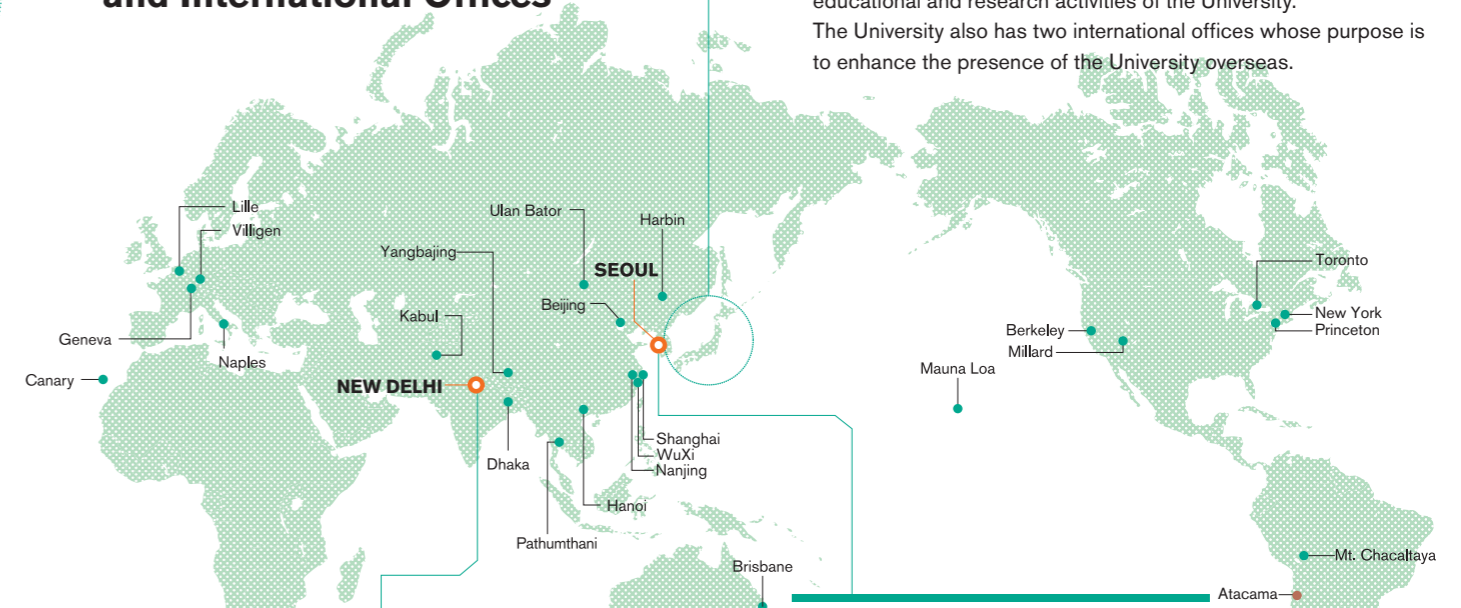 and International Offices
educational and research activities of the University.
The University also has two international offices whose purpose is
to enhance the presence of the University overseas.
Lille
Villigen
Ulan Bator
Harbin
Yangbajing
SEOUL
Toronto
Beijing
Kabul
New York
Geneva
Berkeley
Princeton
Naples
Millard
Mauna Loa
Canary
NEW DELHI
Shanghai
WuXi
Dhaka
Nanjing
Hanoi
Pathumthani
Mt. Chacaltaya
Brisbane
Atacama